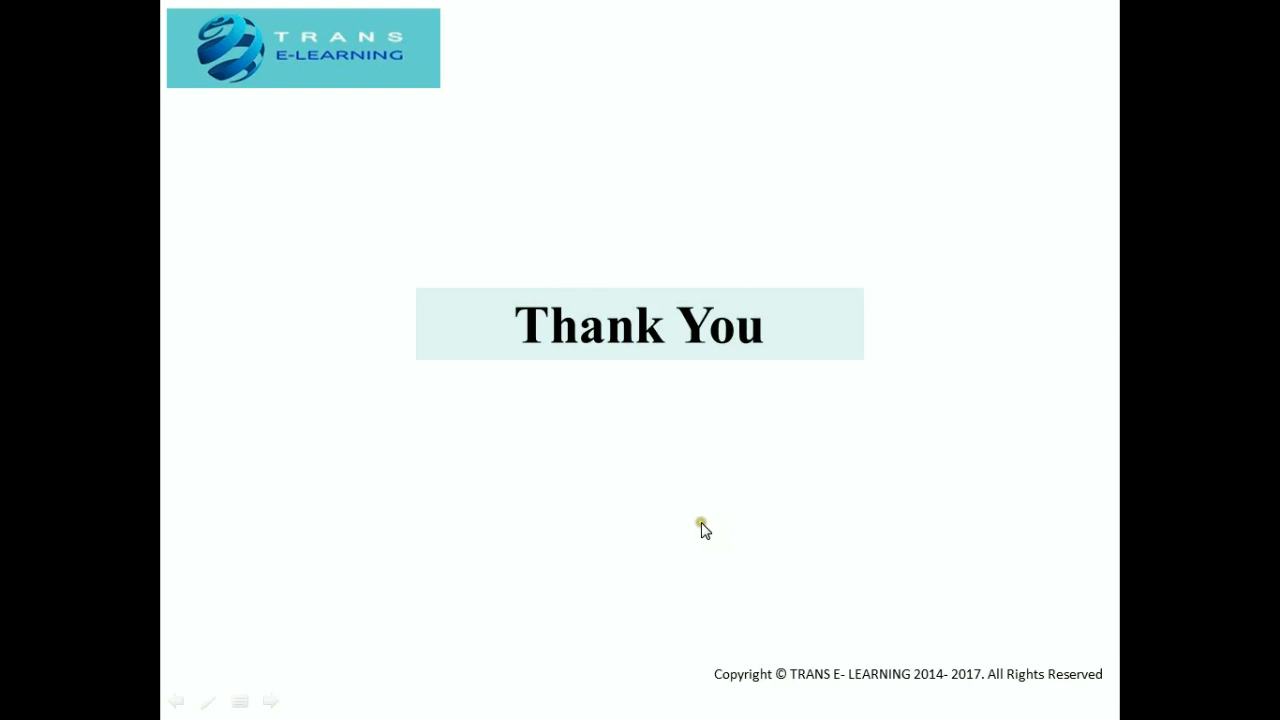 TRANS
E-LEARNING
Thank You
Copyright © TRANS E- LEARNING 2014- 2017. All Rights Reserved